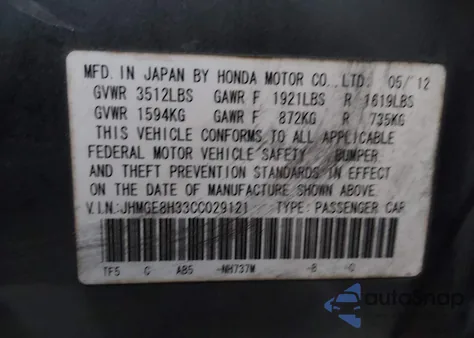 MFD. IN JAPAN BY HONDA MOTOR CO., LTD. 05/12
GVWR 3512LBS GAWR F 1921LBS R 1619LBS
GVWR 1594KG GAWR F 872KG R 735KG
THIS VEHICLE CONFORMS TO ALL APPLICABLE
FEDERAL MOTOR VEHICLE SAFETY BUMPER
AND THEFT PREVENTION STANDARDS IN EFFECT
ON THE DATE OF MANUFACTURE SHOWN ABOVE.
V.I.N.:JHMGE8H33CC029121 TYPE: PASSENGER CAR
TF5 C AB5 -NH737M -B -C
autoSnap